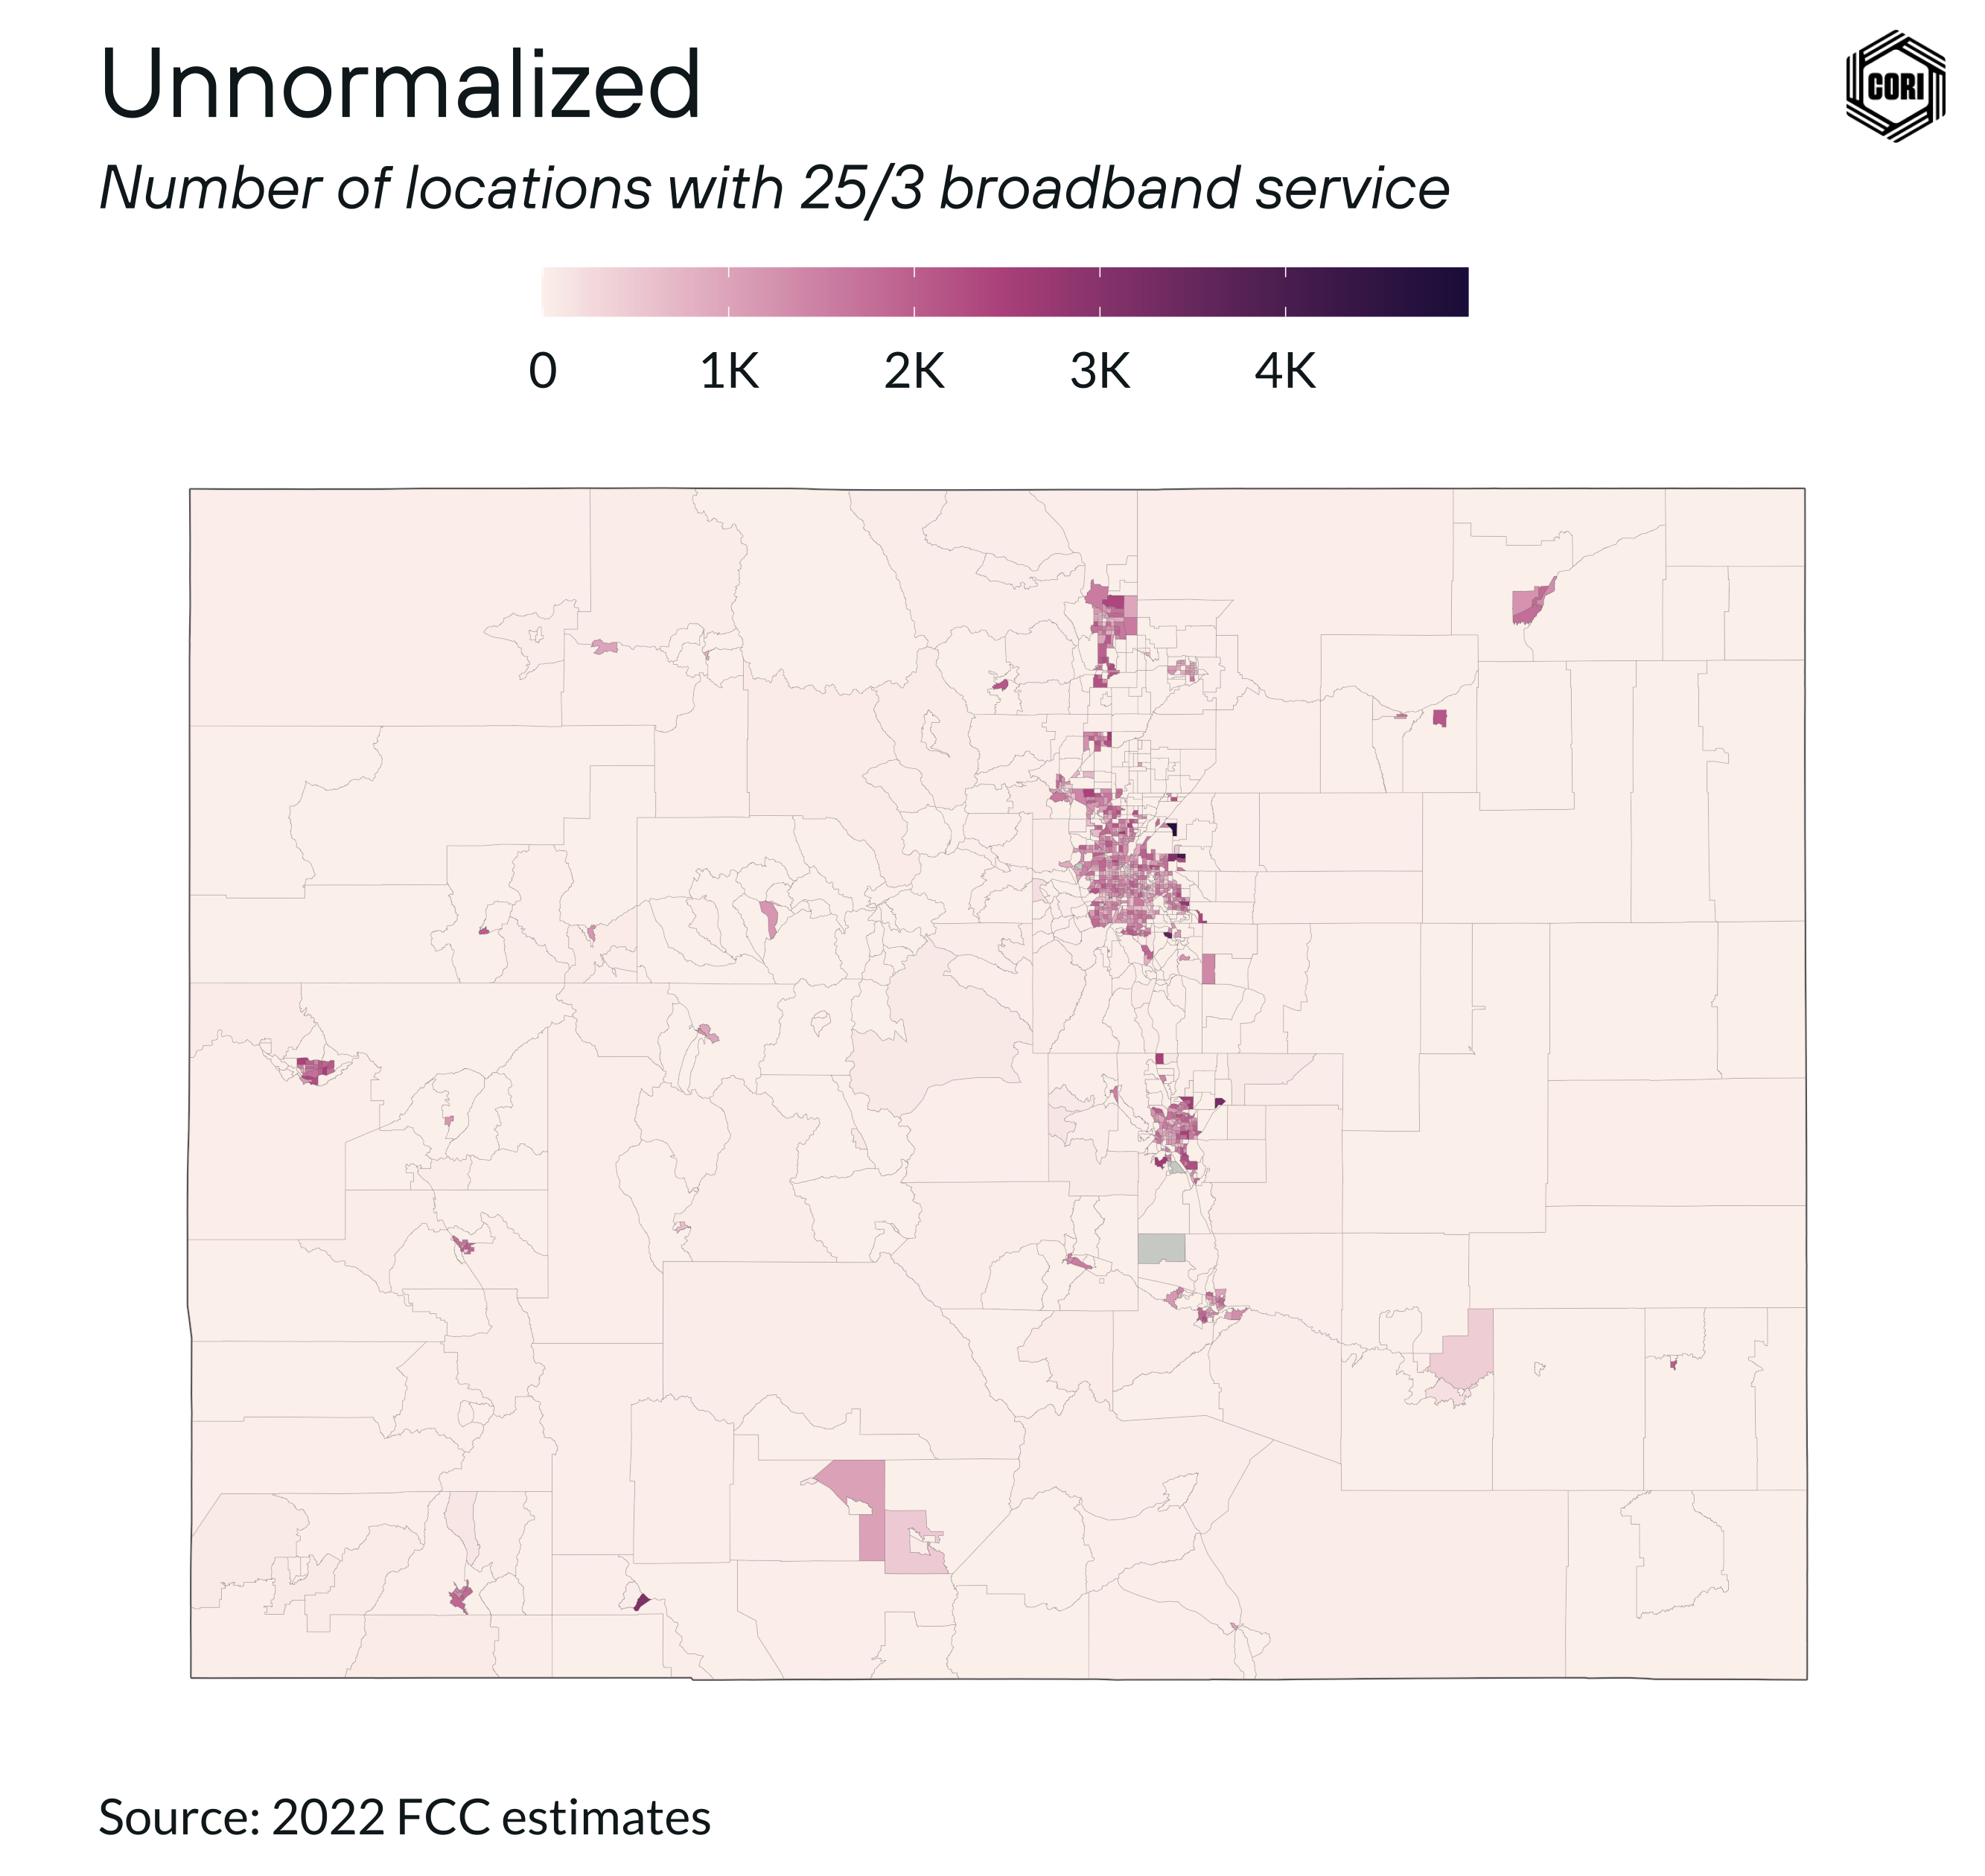 Unnormalized
CORI
Number of locations with 25/3 broadband service
0 1K 2K 3K 4K
Source: 2022 FCC estimates